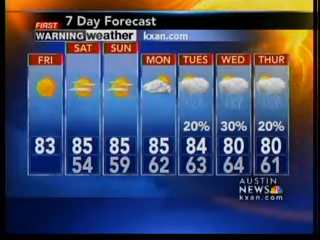 FIRST 7 Day Forecast
WARNING weather kxan.com
FRI SAT SUN MON TUES WED THUR
20% 30% 20%
83 85 85 85 84 80 80
54 59 62 63 64 61
AUSTIN
NEWS
kxan.com